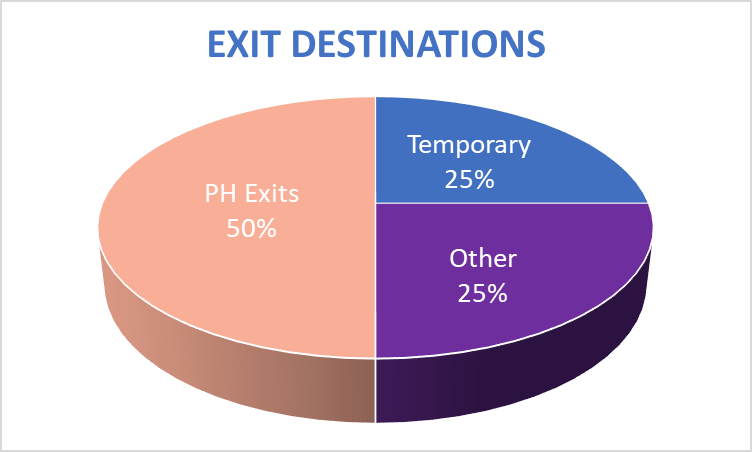 EXIT DESTINATIONS
Temporary
25%
PH Exits
50%
Other
25%